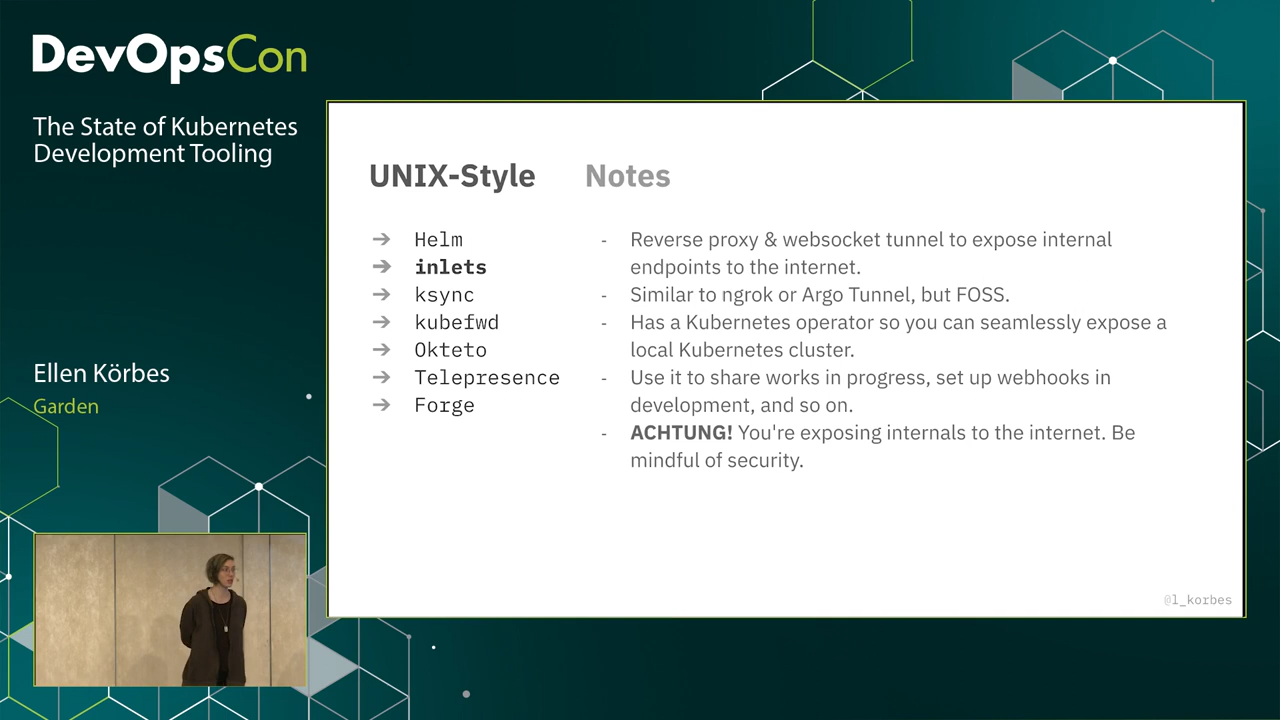 DevOpsCon
The State of Kubernetes
Development Tooling
Ellen Körbes
Garden
UNIX-Style
➔ Helm
➔ inlets
➔ ksync
➔ kubefwd
➔ Okteto
➔ Telepresence
➔ Forge
Notes
- Reverse proxy & websocket tunnel to expose internal
endpoints to the internet.
- Similar to ngrok or Argo Tunnel, but FOSS.
- Has a Kubernetes operator so you can seamlessly expose a
local Kubernetes cluster.
- Use it to share works in progress, set up webhooks in
development, and so on.
- ACHTUNG! You're exposing internals to the internet. Be
mindful of security.
@l_korbes